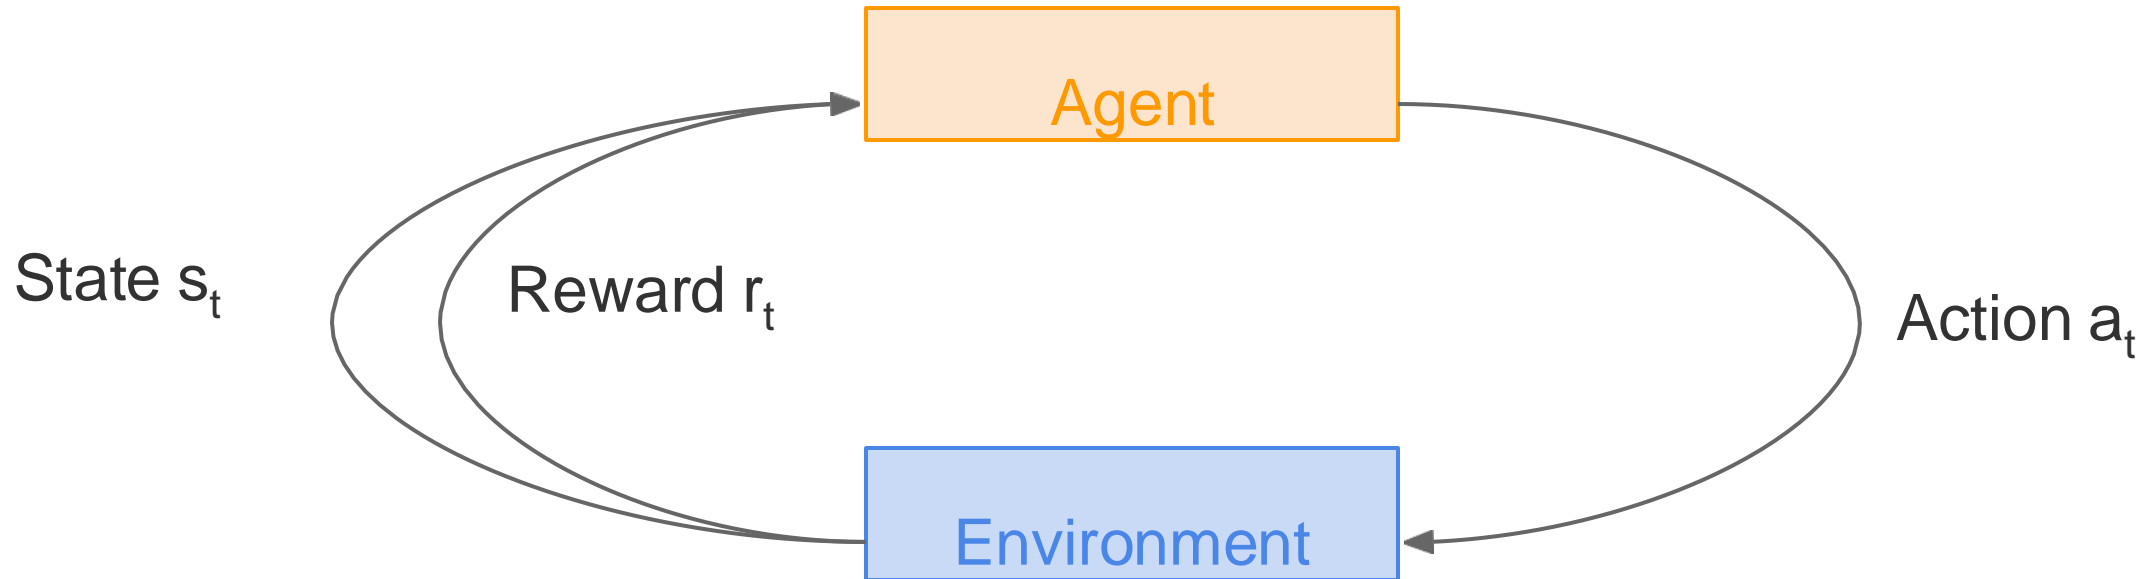 Agent
State sₜ
Reward rₜ
Action aₜ
Environment